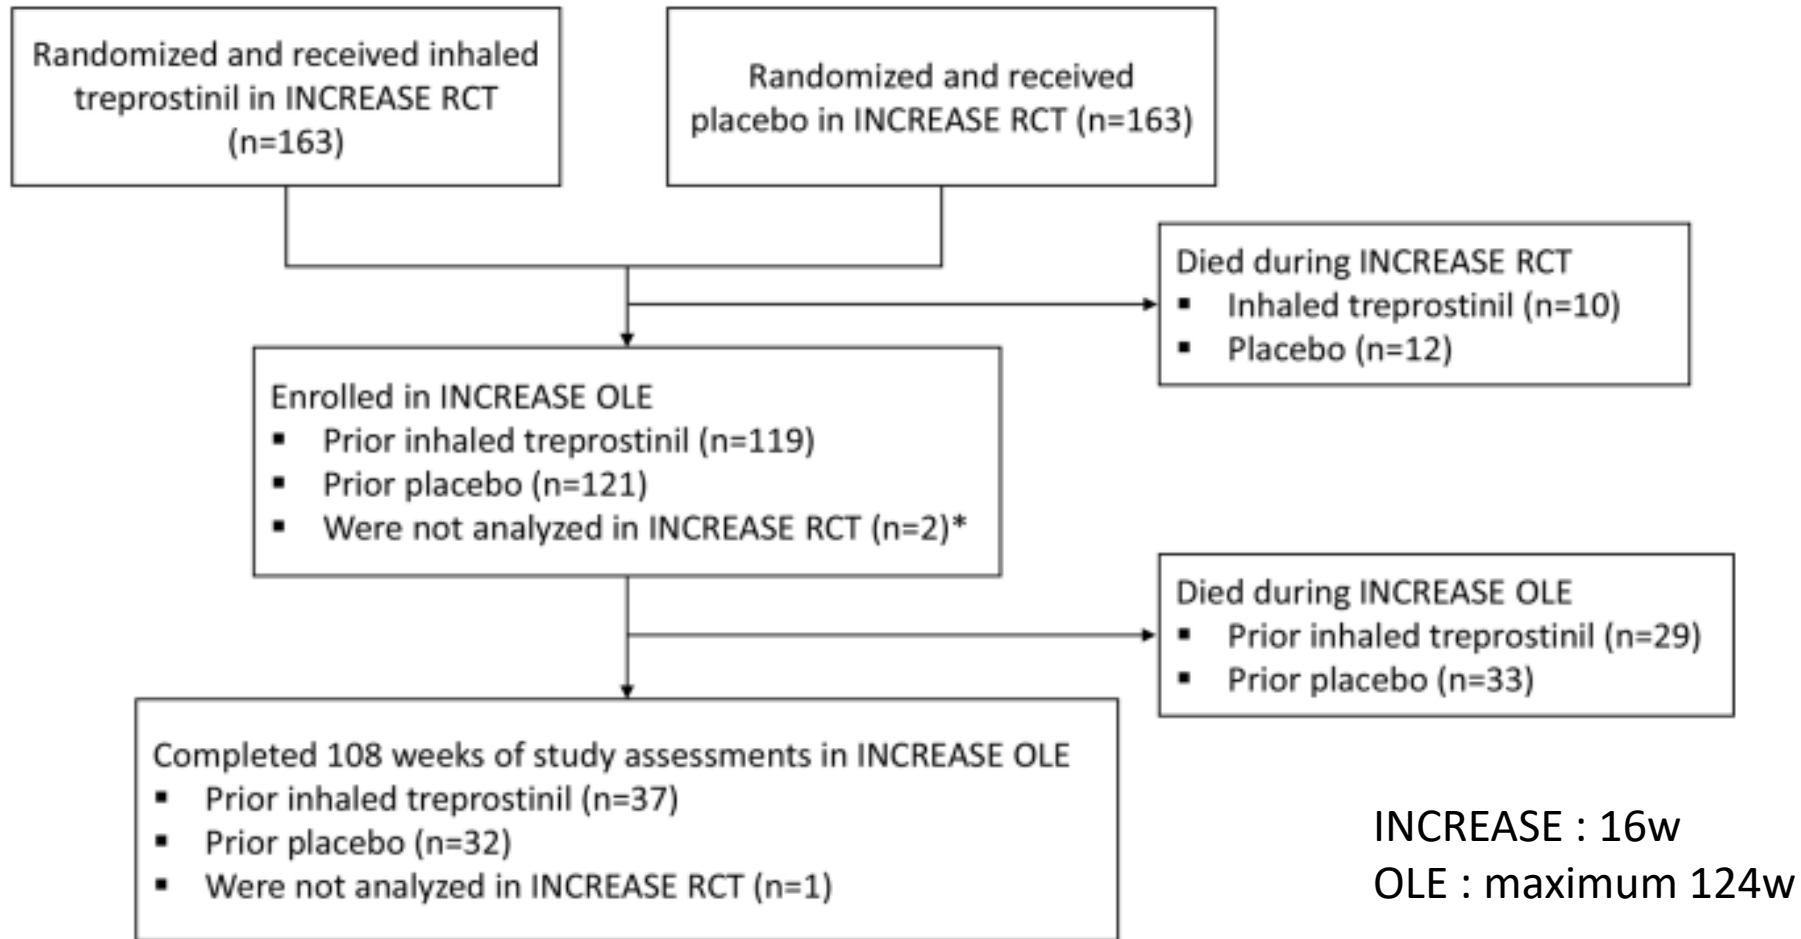 Randomized and received inhaled
treprostinil in INCREASE RCT
(n=163)
Randomized and received
placebo in INCREASE RCT (n=163)
Died during INCREASE RCT
▪ Inhaled treprostinil (n=10)
▪ Placebo (n=12)
Enrolled in INCREASE OLE
▪ Prior inhaled treprostinil (n=119)
▪ Prior placebo (n=121)
▪ Were not analyzed in INCREASE RCT (n=2)*
Died during INCREASE OLE
▪ Prior inhaled treprostinil (n=29)
▪ Prior placebo (n=33)
Completed 108 weeks of study assessments in INCREASE OLE
▪ Prior inhaled treprostinil (n=37)
▪ Prior placebo (n=32)
▪ Were not analyzed in INCREASE RCT (n=1)
INCREASE : 16w
OLE : maximum 124w